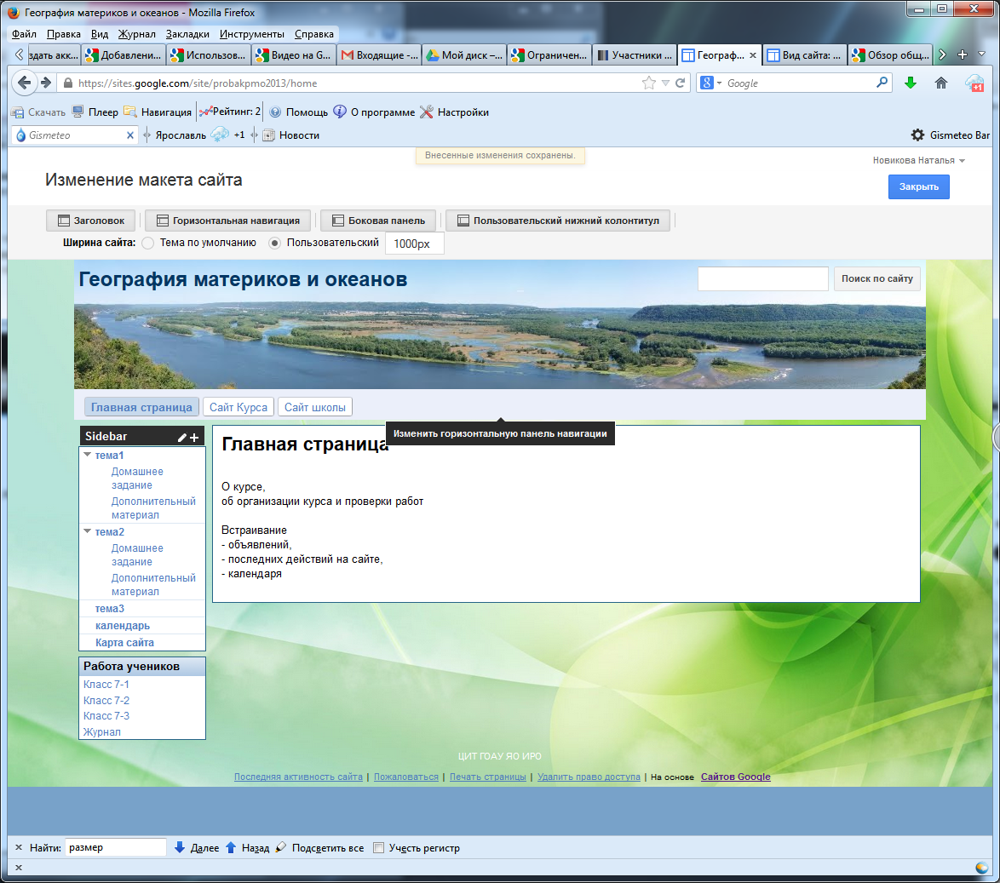 География материков и океанов - Mozilla Firefox
Файл Правка Вид Журнал Закладки Инструменты Справка
здать акк... Добавлени... Использов... Видео на G... Входящие -... Мой диск –... Ограничен... Участники ... Географ... Вид сайта: ... Обзор общ...
https://sites.google.com/site/probakpmo2013/home Google +1
Скачать Плеер Навигация Рейтинг: 2 Помощь О программе Настройки
Gismeteo Ярославль +1 Новости Gismeteo Bar
Внесенные изменения сохранены.
Новикова Наталья
Изменение макета сайта
Закрыть
Заголовок Горизонтальная навигация Боковая панель Пользовательский нижний колонтитул
Ширина сайта: Тема по умолчанию Пользовательский 1000px
География материков и океанов Поиск по сайту
Главная страница Сайт Курса Сайт школы
Изменить горизонтальную панель навигации
Sidebar
тема1
Домашнее
задание
Дополнительный
материал
тема2
Домашнее
задание
Дополнительный
материал
тема3
календарь
Карта сайта
Работа учеников
Класс 7-1
Класс 7-2
Класс 7-3
Журнал
Главная страница
О курсе,
об организации курса и проверки работ
Встраивание
- объявлений,
- последних действий на сайте,
- календаря
ЦИТ ГОАУ ЯО ИРО
Последняя активность сайта | Пожаловаться | Печать страницы | Удалить право доступа | На основе Сайтов Google
Найти: размер Далее Назад Подсветить все Учесть регистр